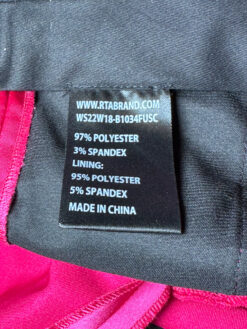 WWW.RTABRAND.COM
WS22W18-B1034FUSC
97% POLYESTER
3% SPANDEX
LINING:
95% POLYESTER
5% SPANDEX
MADE IN CHINA